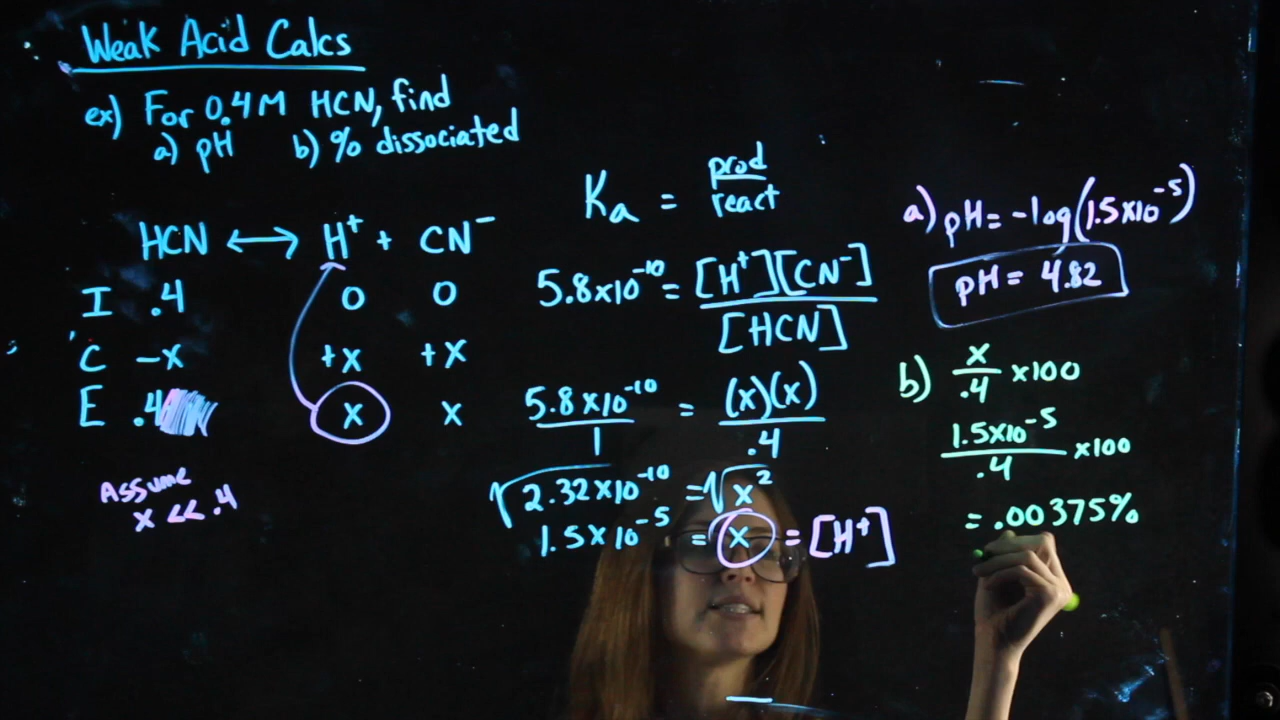 Weak Acid Calcs
ex) For 0.4M HCN, find
a) pH b) % dissociated
HCN ↔ H⁺ + CN⁻
I .4 0 0
C -x +x +x
E .4 x x
Assume
x << .4
Ka = prod/react
5.8x10⁻¹⁰ = [H⁺][CN⁻]/[HCN]
5.8x10⁻¹⁰/1 = (x)(x)/.4
√2.32x10⁻¹⁰ = √x²
1.5x10⁻⁵ = x = [H⁺]
a) pH = -log(1.5x10⁻⁵)
pH = 4.82
b) x/.4 x100
1.5x10⁻⁵/.4 x100
= .00375%